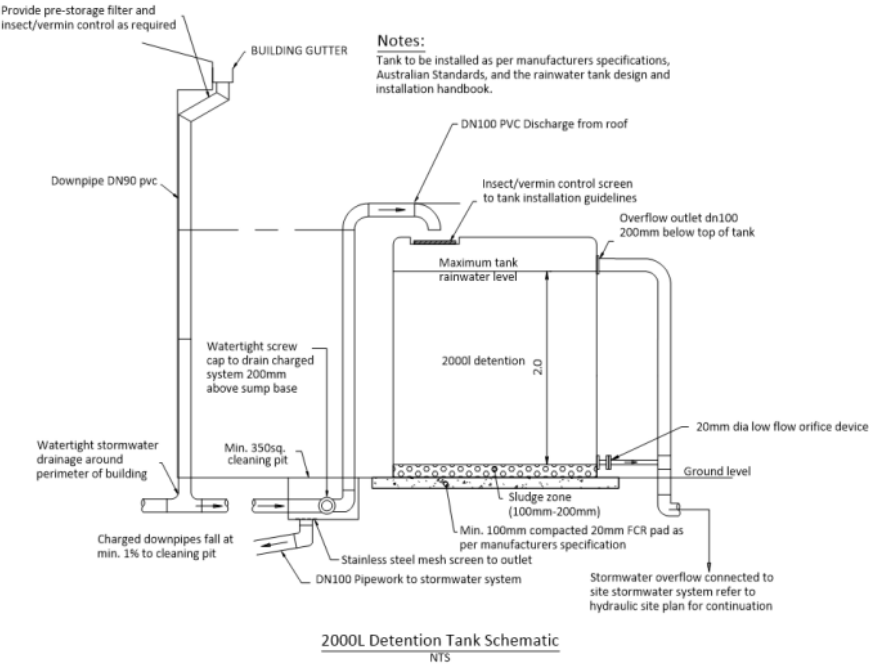 Provide pre-storage filter and
insect/vermin control as required
BUILDING GUTTER
Notes:
Tank to be installed as per manufacturers specifications,
Australian Standards, and the rainwater tank design and
installation handbook.
DN100 PVC Discharge from roof
Downpipe DN90 pvc
Insect/vermin control screen
to tank installation guidelines
Overflow outlet dn100
200mm below top of tank
Maximum tank
rainwater level
Watertight screw
cap to drain charged
system 200mm
above sump base
2000l detention
2.0
20mm dia low flow orifice device
Watertight stormwater
drainage around
perimeter of building
Min. 350sq.
cleaning pit
Ground level
Sludge zone
(100mm-200mm)
Min. 100mm compacted 20mm FCR pad as
per manufacturers specification
Charged downpipes fall at
min. 1% to cleaning pit
Stainless steel mesh screen to outlet
DN100 Pipework to stormwater system
Stormwater overflow connected to
site stormwater system refer to
hydraulic site plan for continuation
2000L Detention Tank Schematic
NTS